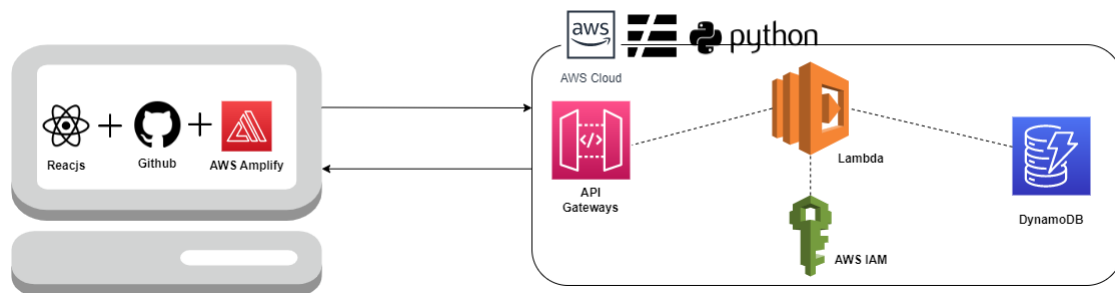 aws
python
AWS Cloud
Reacjs
Github
AWS Amplify
API
Gateways
Lambda
AWS IAM
DynamoDB